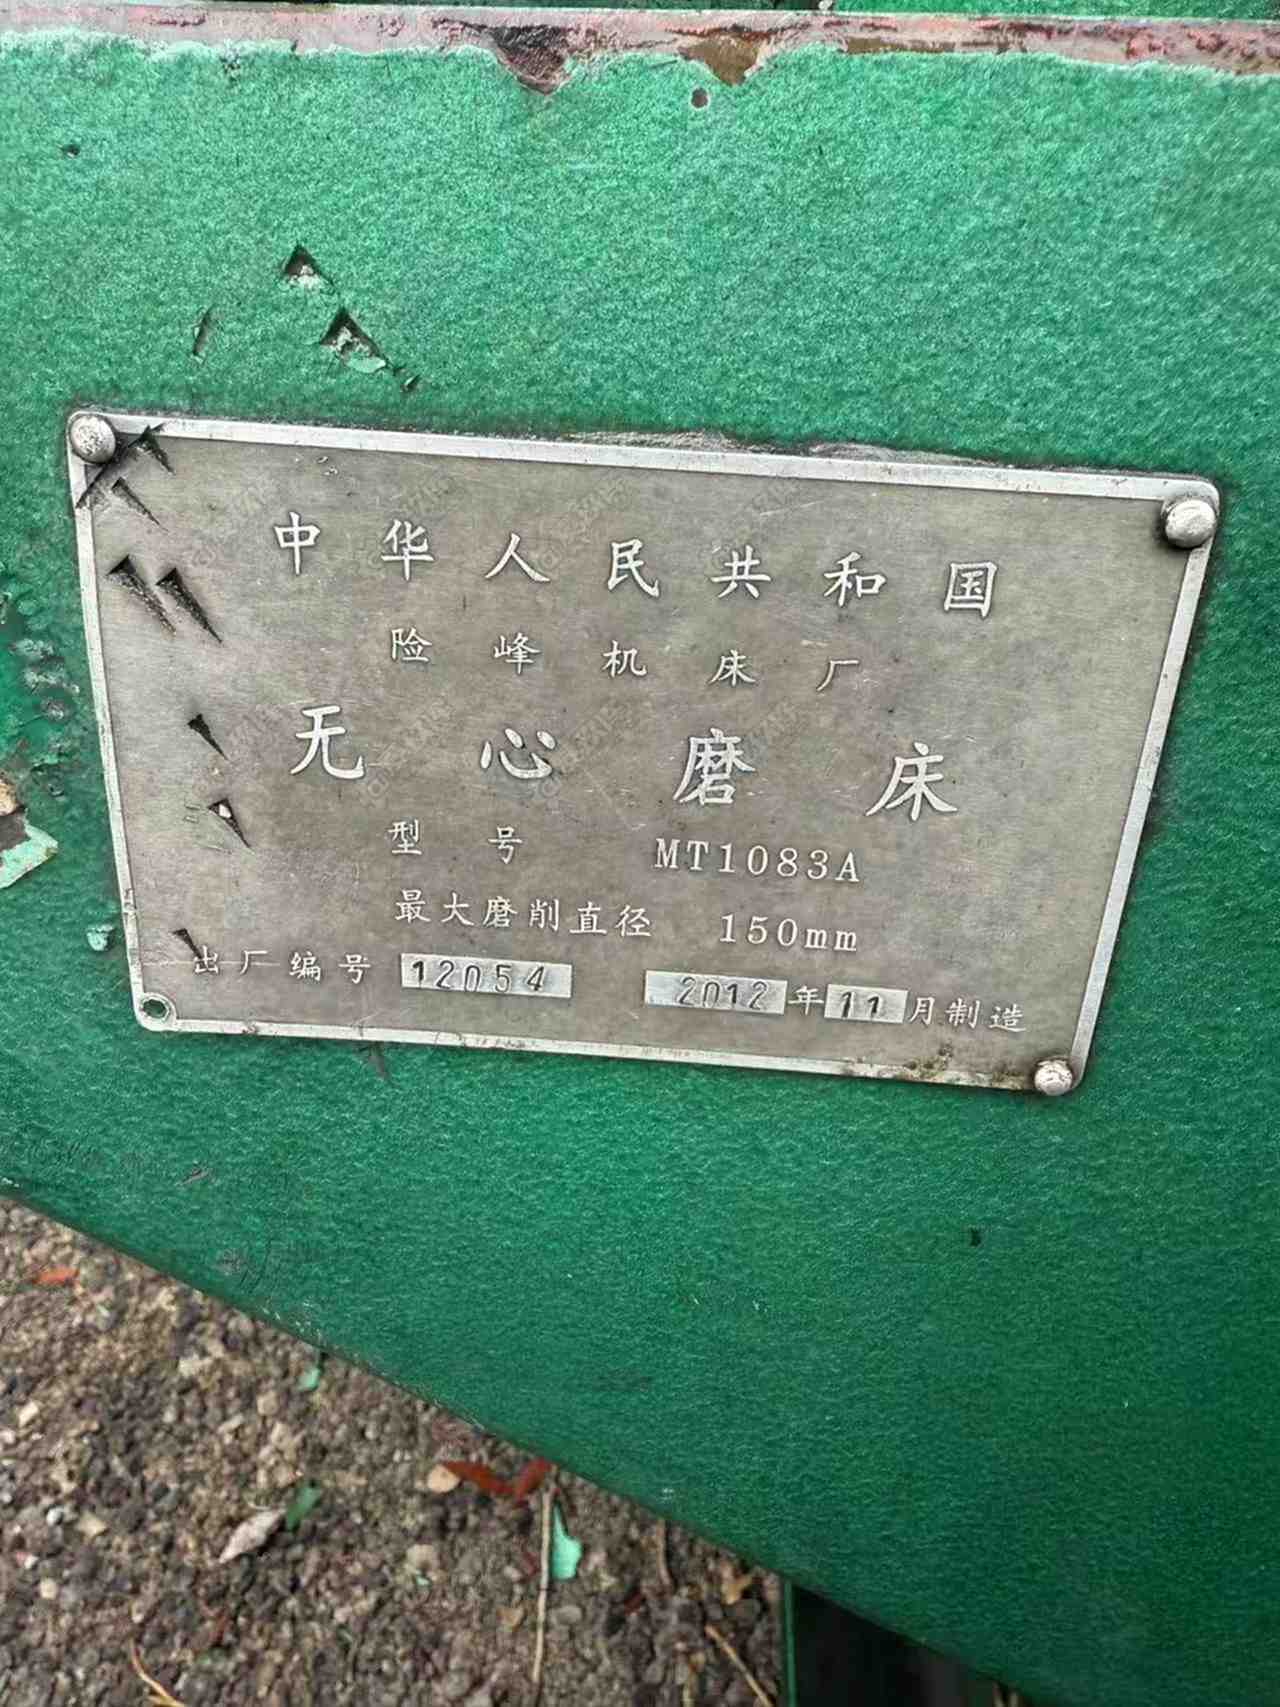 中华人民共和国
险峰机床厂
无心磨床
型号 MT1083A
最大磨削直径 150mm
出厂编号 12054 2012年11月制造